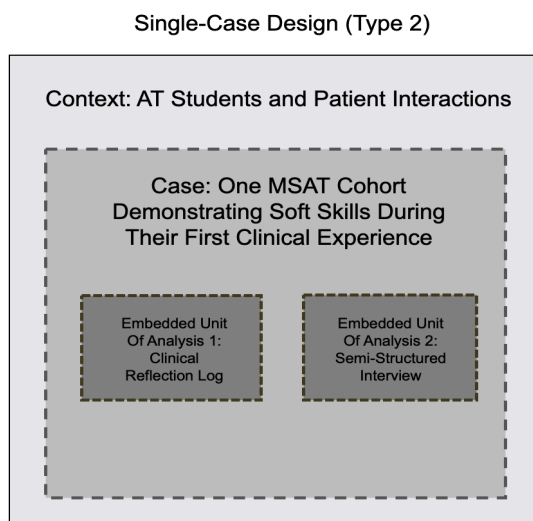 Single-Case Design (Type 2)
Context: AT Students and Patient Interactions
Case: One MSAT Cohort
Demonstrating Soft Skills During
Their First Clinical Experience
Embedded Unit
Of Analysis 1:
Clinical
Reflection Log
Embedded Unit
Of Analysis 2:
Semi-Structured
Interview